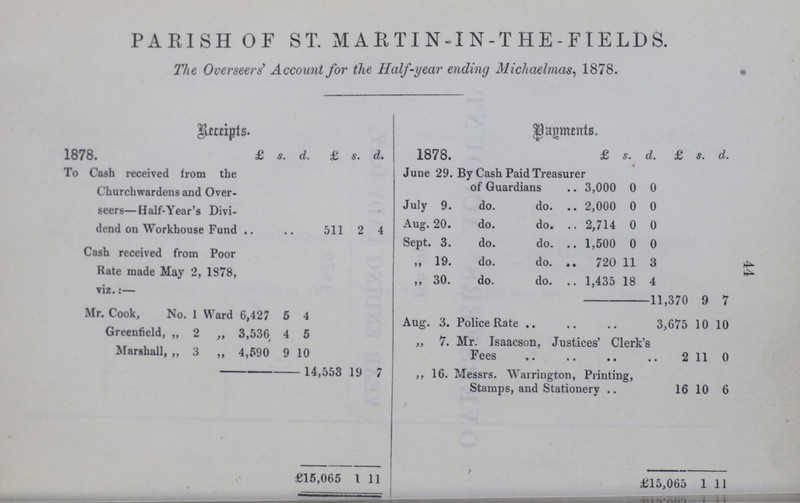 PARISH OF ST. MARTIN-IN-THE-FIELDS.
The Overseers' Account for the Half-year ending Michaelmas, 1878.
Receipts.
1878. £ s. d. £ s. d.
To Cash received from the
Churchwardens and Over-
seers—Half-Year's Divi-
dend on Workhouse Fund .. .. 511 2 4
Cash received from Poor
Rate made May 2, 1878,
viz.:—
Mr. Cook, No. 1 Ward 6,427 5 4
Greenfield, „ 2 „ 3,536 4 5
Marshall, „ 3 „ 4,590 9 10
14,553 19 7
£15,065 1 11
Payments.
1878. £ s. d. £ s. d.
June 29. By Cash Paid Treasurer
of Guardians .. 3,000 0 0
July 9. do. do. .. 2,000 0 0
Aug. 20. do. do. .. 2,714 0 0
Sept. 3. do. do. .. 1,500 0 0
„ 19. do. do. .. 720 11 3
„ 30. do. do. .. 1,435 18 4
11,370 9 7
Aug. 3. Police Rate .. .. .. 3,675 10 10
„ 7. Mr. Isaacson, Justices' Clerk's
Fees .. .. .. .. 2 11 0
„ 16. Messrs. Warrington, Printing,
Stamps, and Stationery .. 16 10 6
£15,065 1 11
44